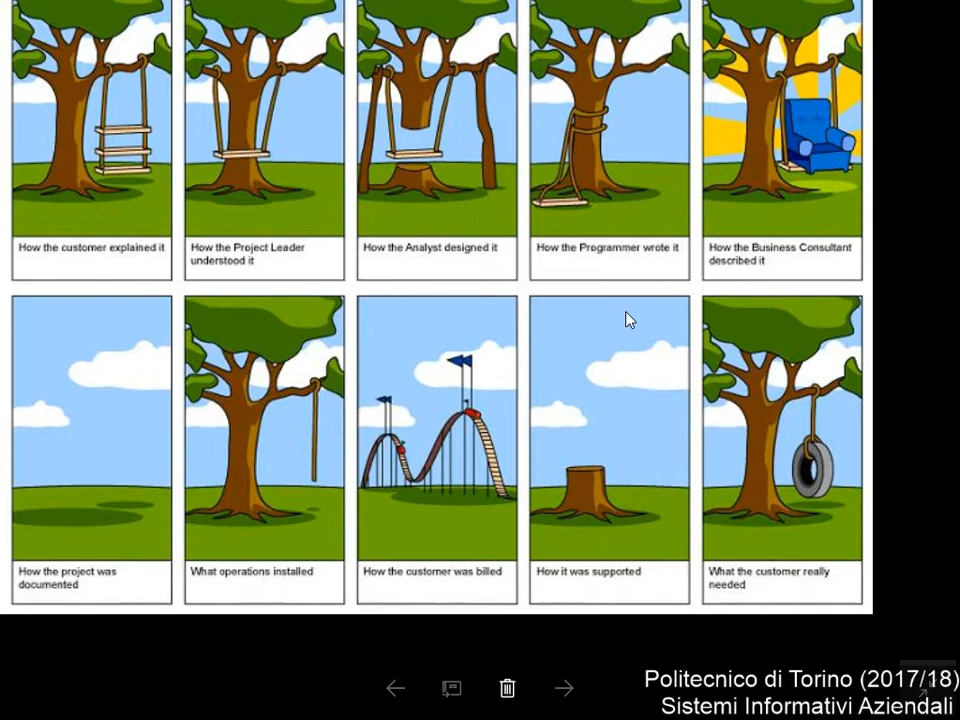 How the customer explained it
How the Project Leader
understood it
How the Analyst designed it
How the Programmer wrote it
How the Business Consultant
described it
How the project was
documented
What operations installed
How the customer was billed
How it was supported
What the customer really
needed
Politecnico di Torino (2017/18)
Sistemi Informativi Aziendali